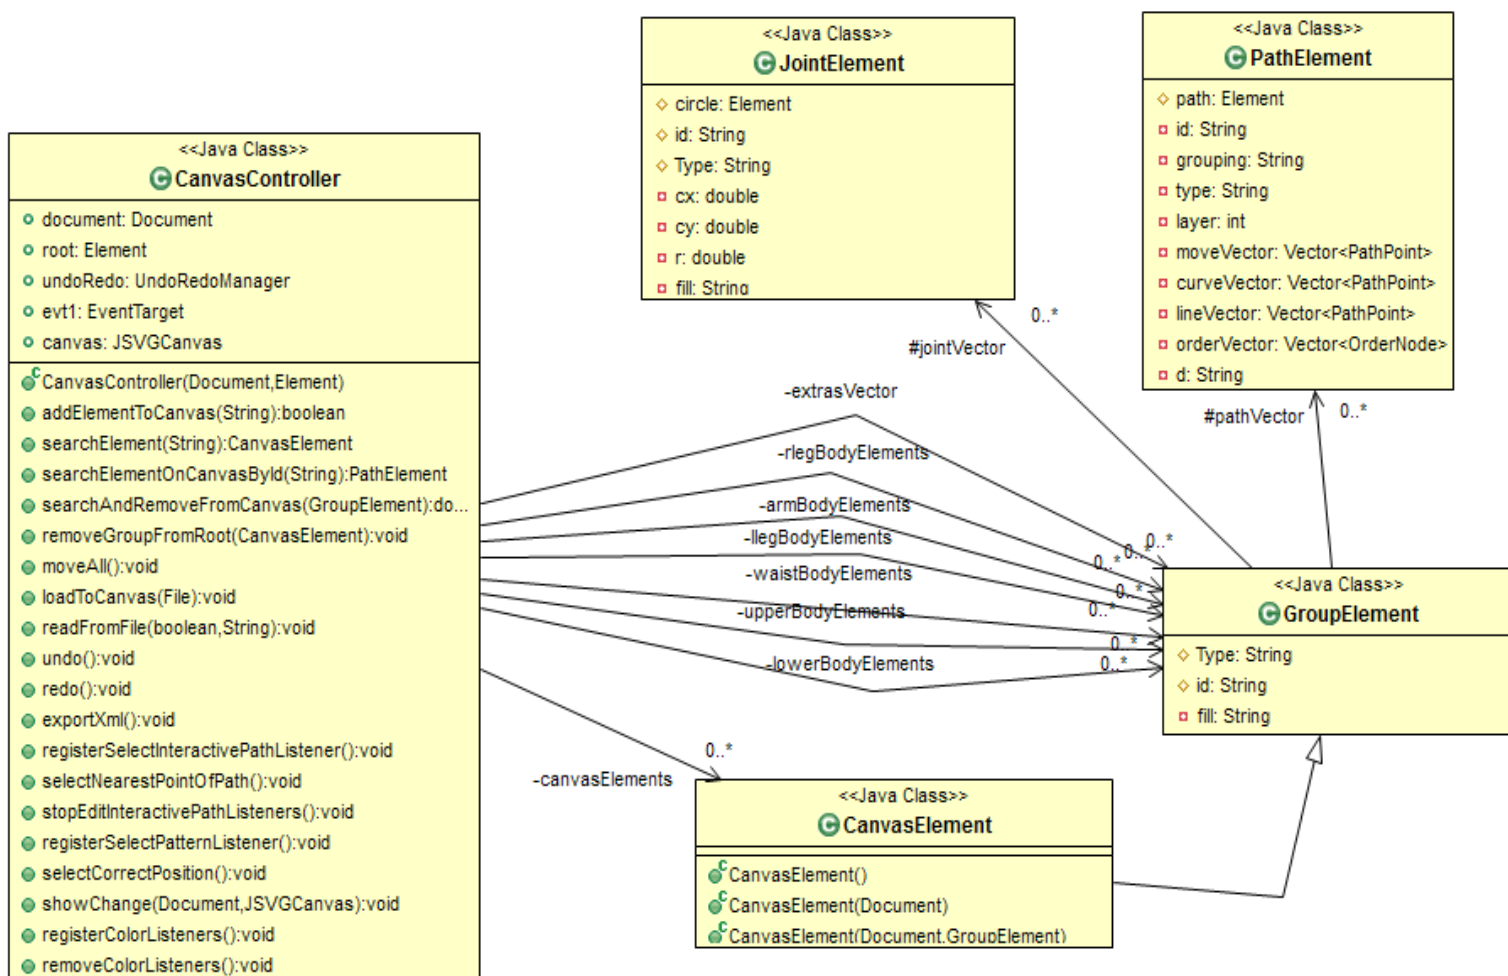 <<Java Class>>
CanvasController
document: Document
root: Element
undoRedo: UndoRedoManager
evt1: EventTarget
canvas: JSVGCanvas
CanvasController(Document,Element)
addElementToCanvas(String):boolean
searchElement(String):CanvasElement
searchElementOnCanvasById(String):PathElement
searchAndRemoveFromCanvas(GroupElement):do...
removeGroupFromRoot(CanvasElement):void
moveAll():void
loadToCanvas(File):void
readFromFile(boolean,String):void
undo():void
redo():void
exportXml():void
registerSelectInteractivePathListener():void
selectNearestPointOfPath():void
stopEditInteractivePathListeners():void
registerSelectPatternListener():void
selectCorrectPosition():void
showChange(Document,JSVGCanvas):void
registerColorListeners():void
removeColorListeners():void
<<Java Class>>
JointElement
circle: Element
id: String
Type: String
cx: double
cy: double
r: double
fill: String
<<Java Class>>
PathElement
path: Element
id: String
grouping: String
type: String
layer: int
moveVector: Vector<PathPoint>
curveVector: Vector<PathPoint>
lineVector: Vector<PathPoint>
orderVector: Vector<OrderNode>
d: String
0..*
#jointVector
0..*
#pathVector
-extrasVector
-rlegBodyElements
-armBodyElements
-llegBodyElements
-waistBodyElements
-upperBodyElements
-lowerBodyElements
0..*
0..*
0..*
0..*
0..*
0..*
0..*
<<Java Class>>
GroupElement
Type: String
id: String
fill: String
0..*
-canvasElements
<<Java Class>>
CanvasElement
CanvasElement()
CanvasElement(Document)
CanvasElement(Document,GroupElement)